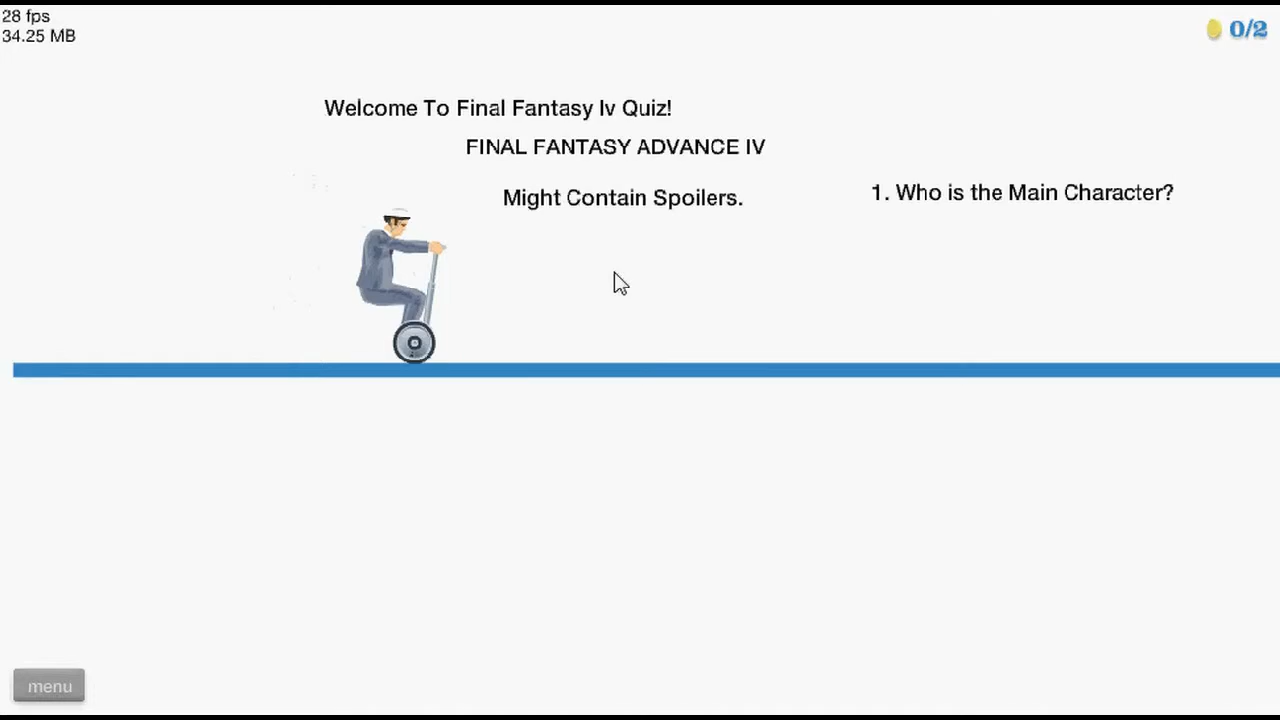 28 fps
34.25 MB
0/2
Welcome To Final Fantasy Iv Quiz!
FINAL FANTASY ADVANCE IV
Might Contain Spoilers.
1. Who is the Main Character?
menu